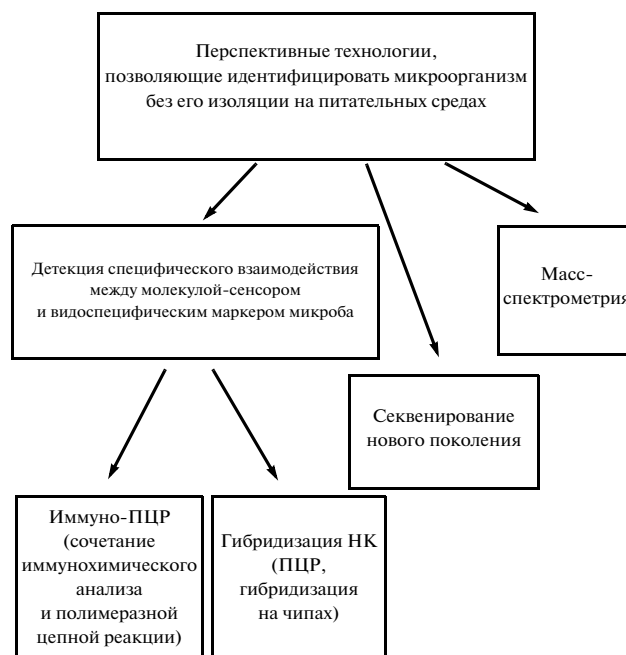 Перспективные технологии,
позволяющие идентифицировать микроорганизм
без его изоляции на питательных средах
Детекция специфического взаимодействия
между молекулой-сенсором
и видоспецифическим маркером микроба
Масс-
спектрометрия
Секвенирование
нового поколения
Иммуно-ПЦР
(сочетание
иммунохимического
анализа
и полимеразной
цепной реакции)
Гибридизация НК
(ПЦР,
гибридизация
на чипах)